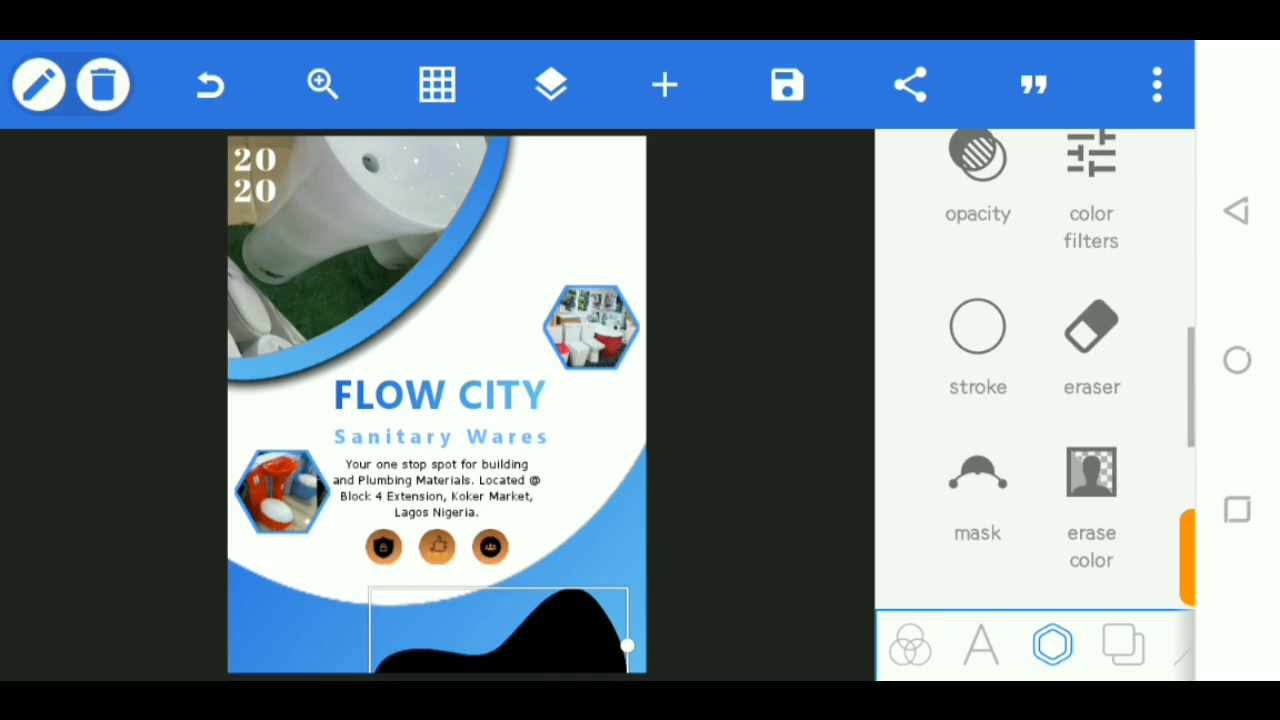 20
20
FLOW CITY
Sanitary Wares
Your one stop spot for building
and Plumbing Materials. Located @
Block 4 Extension, Koker Market,
Lagos Nigeria.
opacity
color
filters
stroke
eraser
mask
erase
color